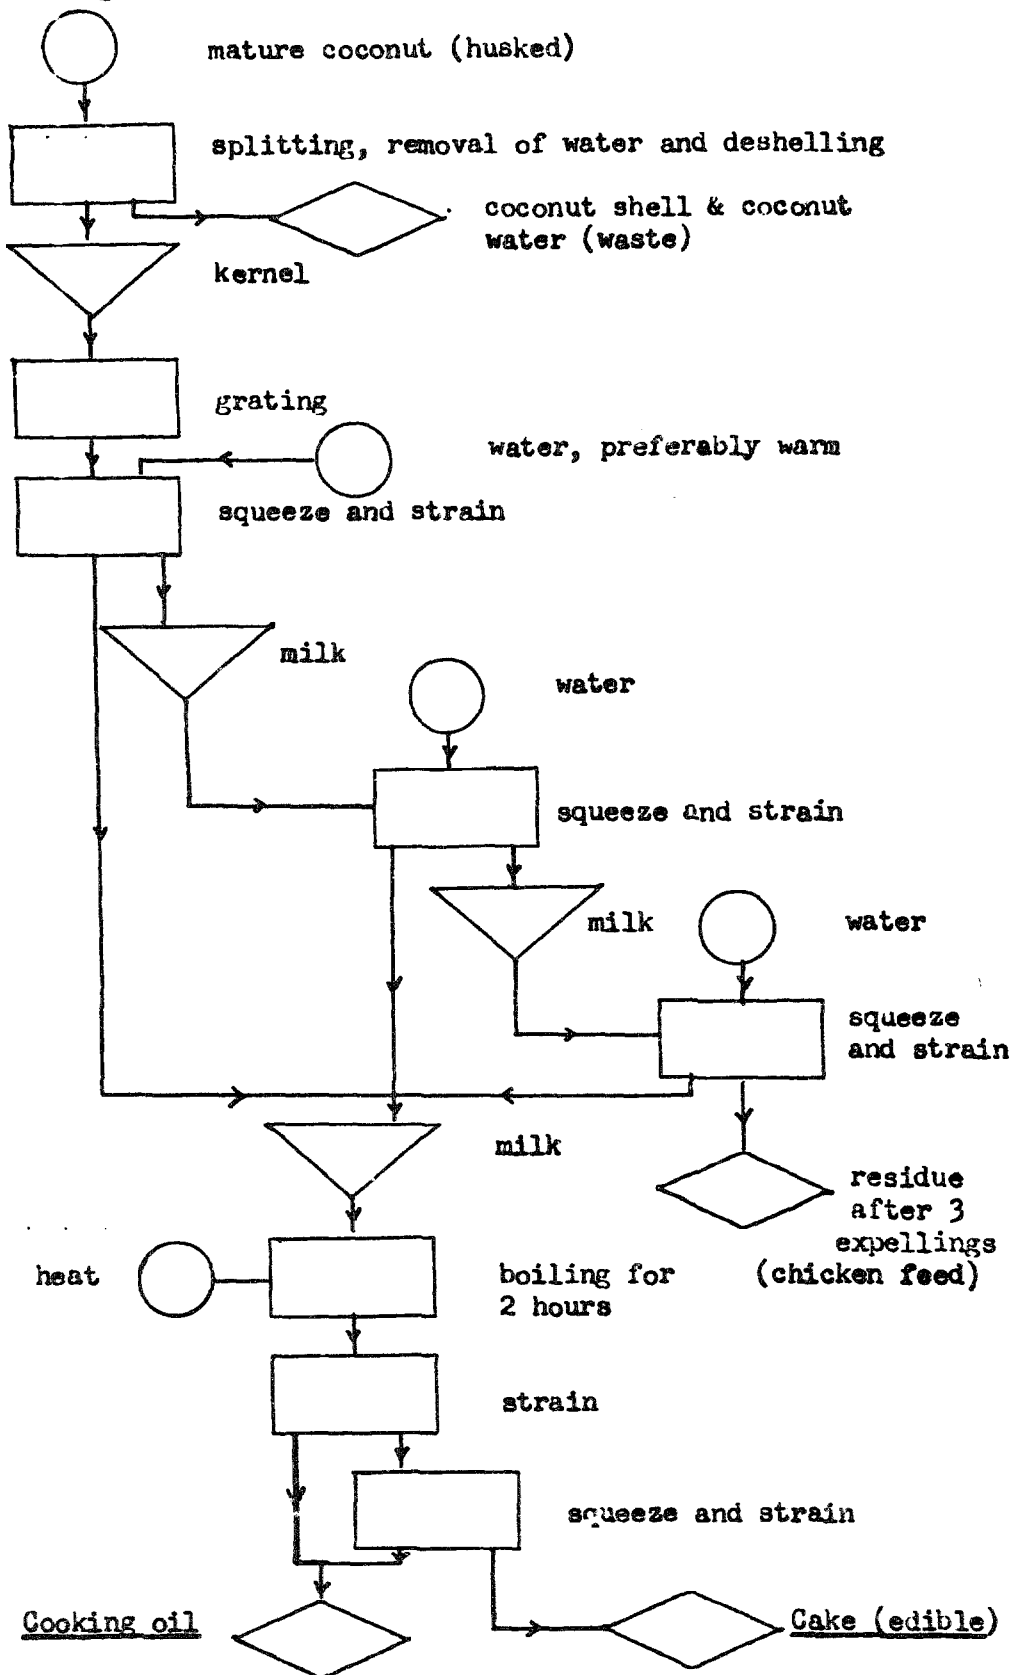 mature coconut (husked)
splitting, removal of water and deshelling
coconut shell & coconut
water (waste)
kernel
grating
water, preferably warm
squeeze and strain
milk
water
squeeze and strain
milk
water
squeeze
and strain
milk
residue
after 3
expellings
(chicken feed)
heat
boiling for
2 hours
strain
squeeze and strain
Cooking oil
Cake (edible)